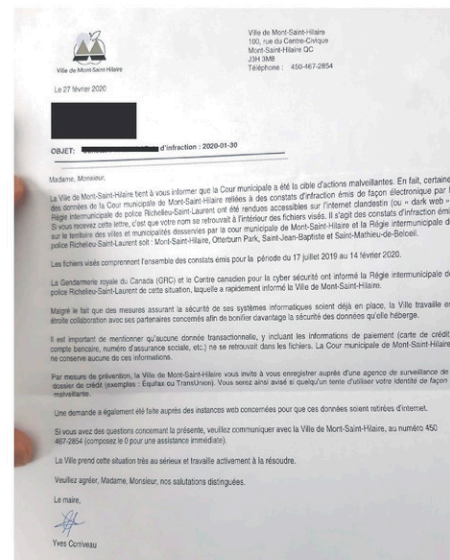 Ville de Mont-Saint-Hilaire
Ville de Mont-Saint-Hilaire
100, rue du Centre-Civique
Mont-Saint-Hilaire QC
J3H 3M8
Téléphone : 450-467-2854
Le 27 février 2020
OBJET: d'infraction : 2020-01-30
Madame, Monsieur,
La Ville de Mont-Saint-Hilaire tient à vous informer que la Cour municipale a été la cible d'actions malveillantes. En fait, certaine
des données de la Cour municipale de Mont-Saint-Hilaire reliées à des constats d'infraction émis de façon électronique par l
Régie intermunicipale de police Richelieu-Saint-Laurent ont été rendues accessibles sur l'internet clandestin (ou « dark web »
Si vous recevez cette lettre, c'est que votre nom se retrouvait à l'intérieur des fichiers visés. Il s'agit des constats d'infraction émi
sur le territoire des villes et municipalités desservies par la cour municipale de Mont-Saint-Hilaire et la Régie intermunicipale d
police Richelieu-Saint-Laurent soit : Mont-Saint-Hilaire, Otterburn Park, Saint-Jean-Baptiste et Saint-Mathieu-de-Beloeil.
Les fichiers visés comprennent l'ensemble des constats émis pour la période du 17 juillet 2019 au 14 février 2020.
La Gendarmerie royale du Canada (GRC) et le Centre canadien pour la cyber sécurité ont informé la Régie intermunicipale d
police Richelieu-Saint-Laurent de cette situation, laquelle a rapidement informé la Ville de Mont-Saint-Hilaire.
Malgré le fait que des mesures assurant la sécurité de ses systèmes informatiques soient déjà en place, la Ville travaille en
étroite collaboration avec ses partenaires concernés afin de bonifier davantage la sécurité des données qu'elle héberge.
Il est important de mentionner qu'aucune donnée transactionnelle, y incluant les informations de paiement (carte de crédit,
compte bancaire, numéro d'assurance sociale, etc.) ne se retrouvait dans les fichiers. La Cour municipale de Mont-Saint-Hilaire
ne conserve aucune de ces informations.
Par mesure de prévention, la Ville de Mont-Saint-Hilaire vous invite à vous enregistrer auprès d'une agence de surveillance de
dossier de crédit (exemples : Equifax ou TransUnion). Vous serez ainsi avisé si quelqu'un tente d'utiliser votre identité de façon
malveillante.
Une demande a également été faite auprès des instances web concernées pour que ces données soient retirées d'internet.
Si vous avez des questions concernant la présente, veuillez communiquer avec la Ville de Mont-Saint-Hilaire, au numéro 450
467-2854 (composez le 0 pour une assistance immédiate).
La Ville prend cette situation très au sérieux et travaille activement à la résoudre.
Veuillez agréer, Madame, Monsieur, nos salutations distinguées.
Le maire,
Yves Corriveau